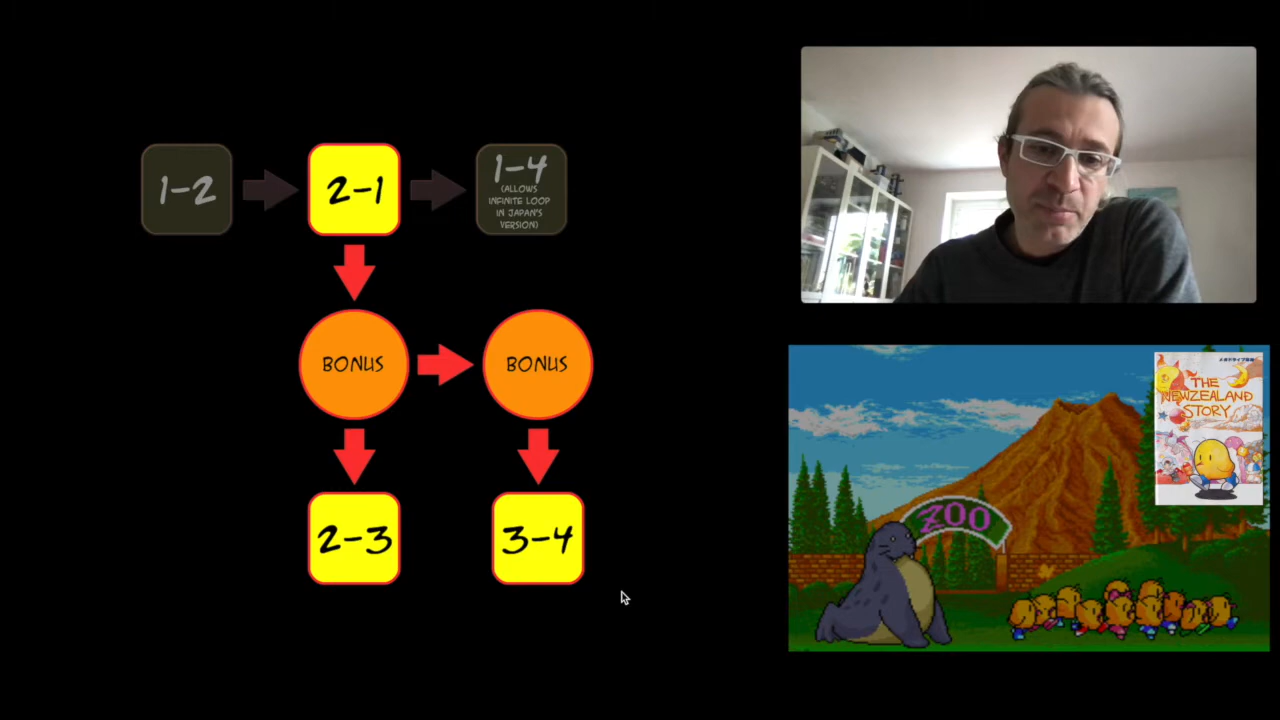 1-2
2-1
1-4
(ALLOWS
INFINITE LOOP
IN JAPAN'S
VERSION)
BONUS
BONUS
2-3
3-4
ZOO
THE
NEWZEALAND
STORY